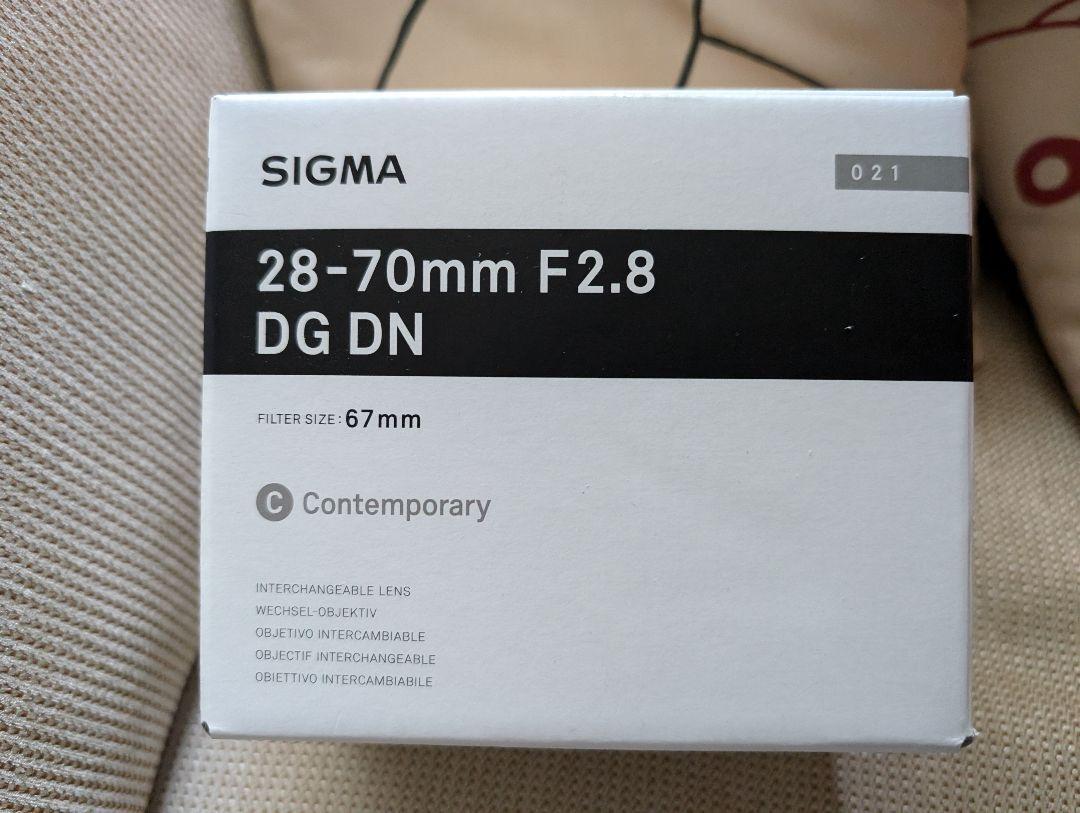 SIGMA
021
28-70mm F2.8
DG DN
FILTER SIZE: 67mm
C Contemporary
INTERCHANGEABLE LENS
WECHSEL-OBJEKTIV
OBJETIVO INTERCAMBIABLE
OBJECTIF INTERCHANGEABLE
OBIETTIVO INTERCAMBIABILE